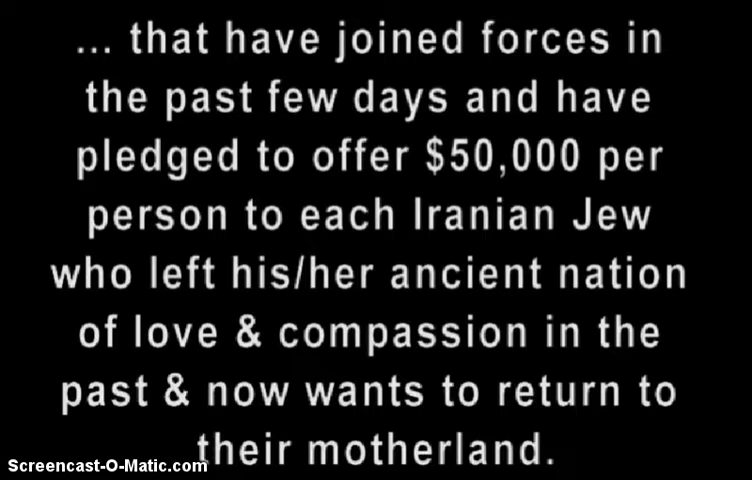 ... that have joined forces in
the past few days and have
pledged to offer $50,000 per
person to each Iranian Jew
who left his/her ancient nation
of love & compassion in the
past & now wants to return to
their motherland.
Screencast-O-Matic.com